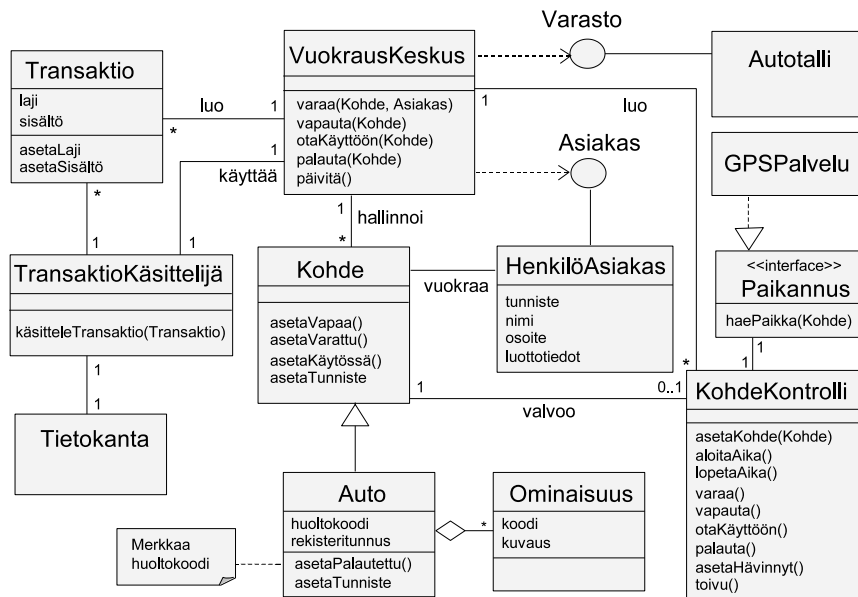 Varasto
Transaktio
laji
sisältö
asetaLaji
asetaSisältö
luo
1
*
VuokrausKeskus
varaa(Kohde, Asiakas)
vapauta(Kohde)
otaKäyttöön(Kohde)
palauta(Kohde)
päivitä()
1
luo
Autotalli
Asiakas
1
käyttää
GPSPalvelu
*
1
1
1
hallinnoi
*
TransaktioKäsittelijä
käsitteleTransaktio(Transaktio)
Kohde
asetaVapaa()
asetaVarattu()
asetaKäytössä()
asetaTunniste
vuokraa
HenkilöAsiakas
tunniste
nimi
osoite
luottotiedot
<<interface>>
Paikannus
haePaikka(Kohde)
1
1
*
1
1
Tietokanta
1
valvoo
0..1
KohdeKontrolli
asetaKohde(Kohde)
aloitaAika()
lopetaAika()
varaa()
vapauta()
otaKäyttöön()
palauta()
asetaHävinnyt()
toivu()
Auto
huoltokoodi
rekisteritunnus
asetaPalautettu()
asetaTunniste
*
Ominaisuus
koodi
kuvaus
Merkkaa
huoltokoodi